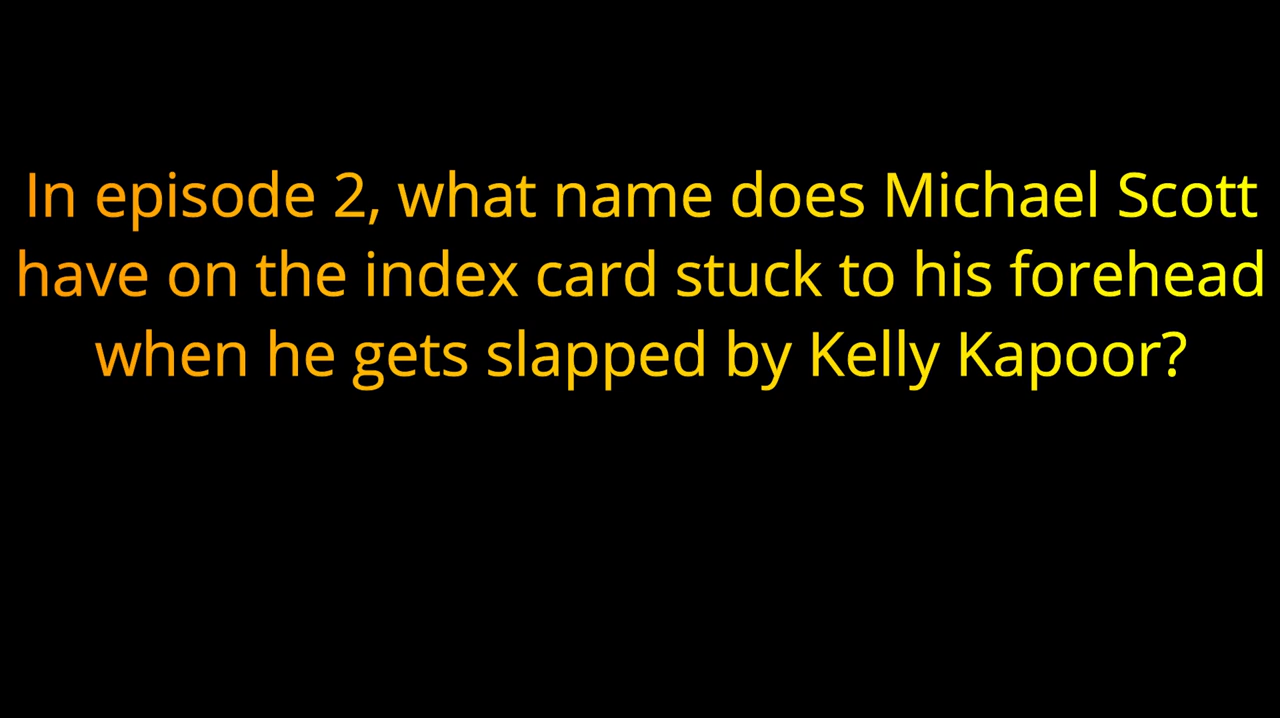 In episode 2, what name does Michael Scott
have on the index card stuck to his forehead
when he gets slapped by Kelly Kapoor?